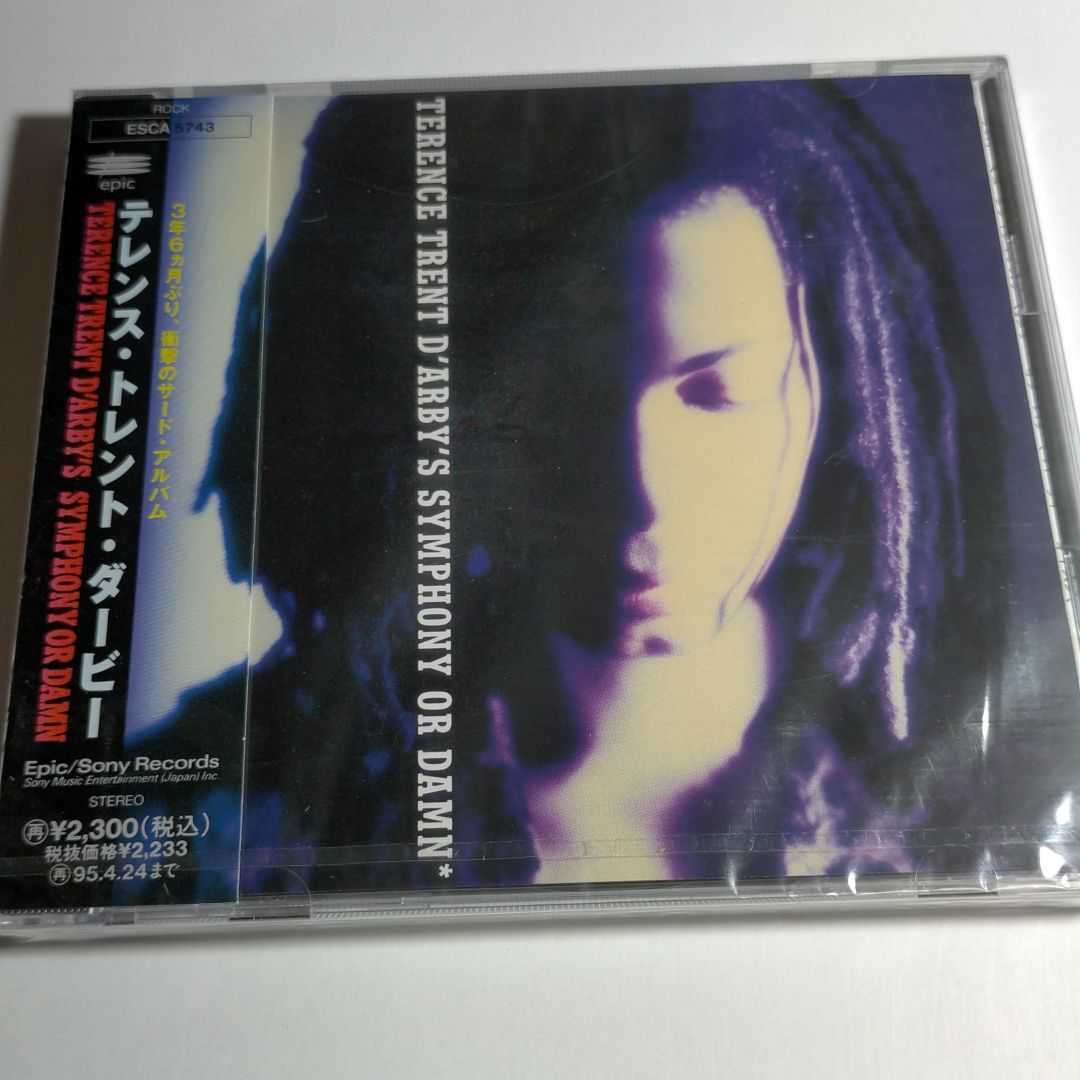 ROCK
ESCA 5743
epic
テレンス・トレント・ダービー
TERENCE TRENT D'ARBY'S SYMPHONY OR DAMN
3年6ヵ月ぶり、衝撃のサード・アルバム
Epic/Sony Records
Sony Music Entertainment (Japan) Inc.
STEREO
再¥2,300(税込)
税抜価格¥2,233
再95.4.24まで
TERENCE TRENT D'ARBY'S SYMPHONY OR DAMN*